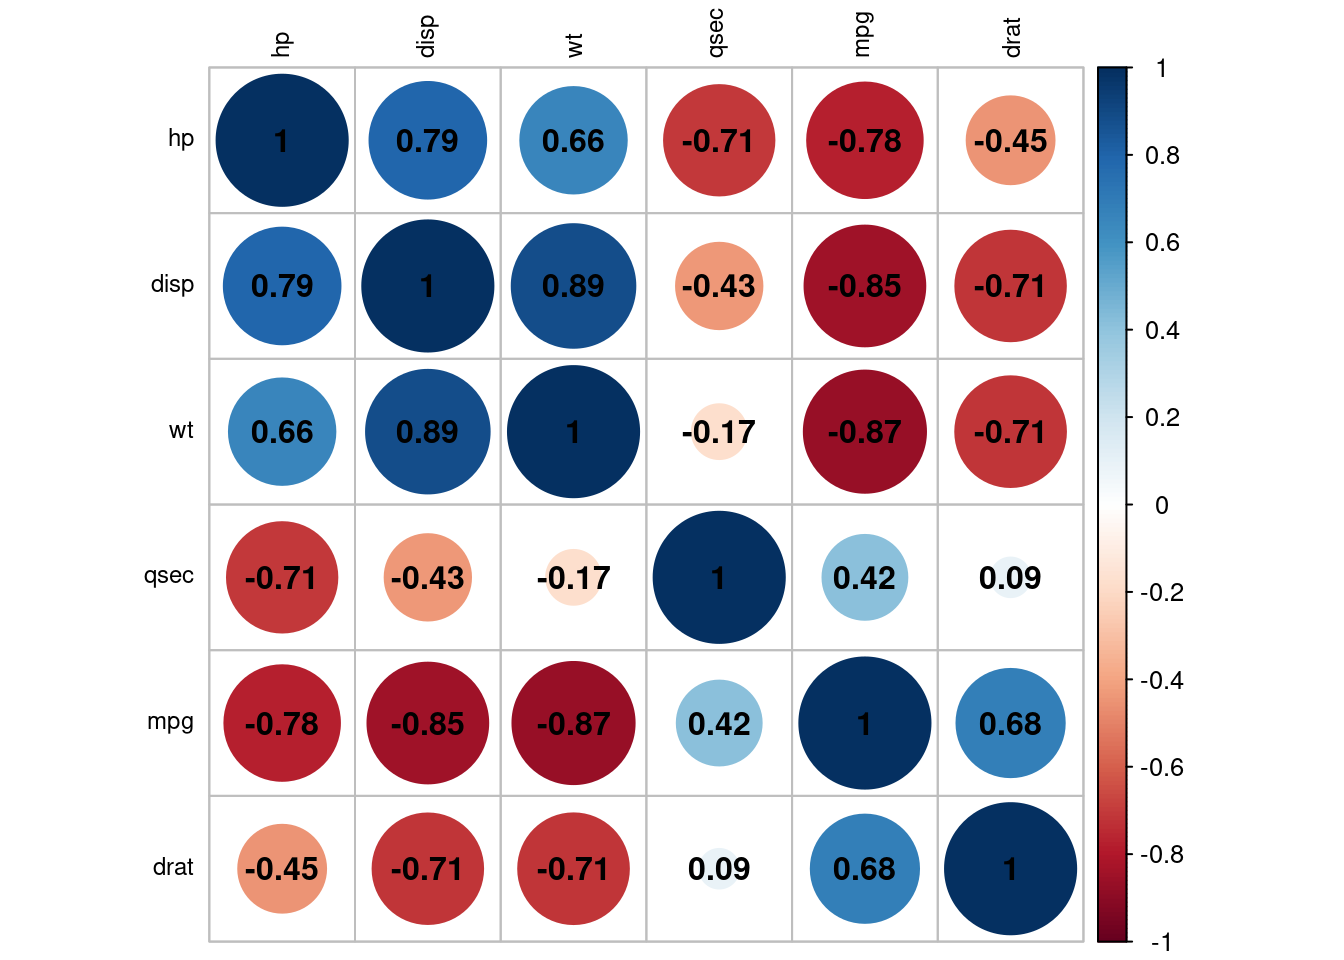 hp disp wt qsec mpg drat
hp 1 0.79 0.66 -0.71 -0.78 -0.45
disp 0.79 1 0.89 -0.43 -0.85 -0.71
wt 0.66 0.89 1 -0.17 -0.87 -0.71
qsec -0.71 -0.43 -0.17 1 0.42 0.09
mpg -0.78 -0.85 -0.87 0.42 1 0.68
drat -0.45 -0.71 -0.71 0.09 0.68 1
1
0.8
0.6
0.4
0.2
0
-0.2
-0.4
-0.6
-0.8
-1